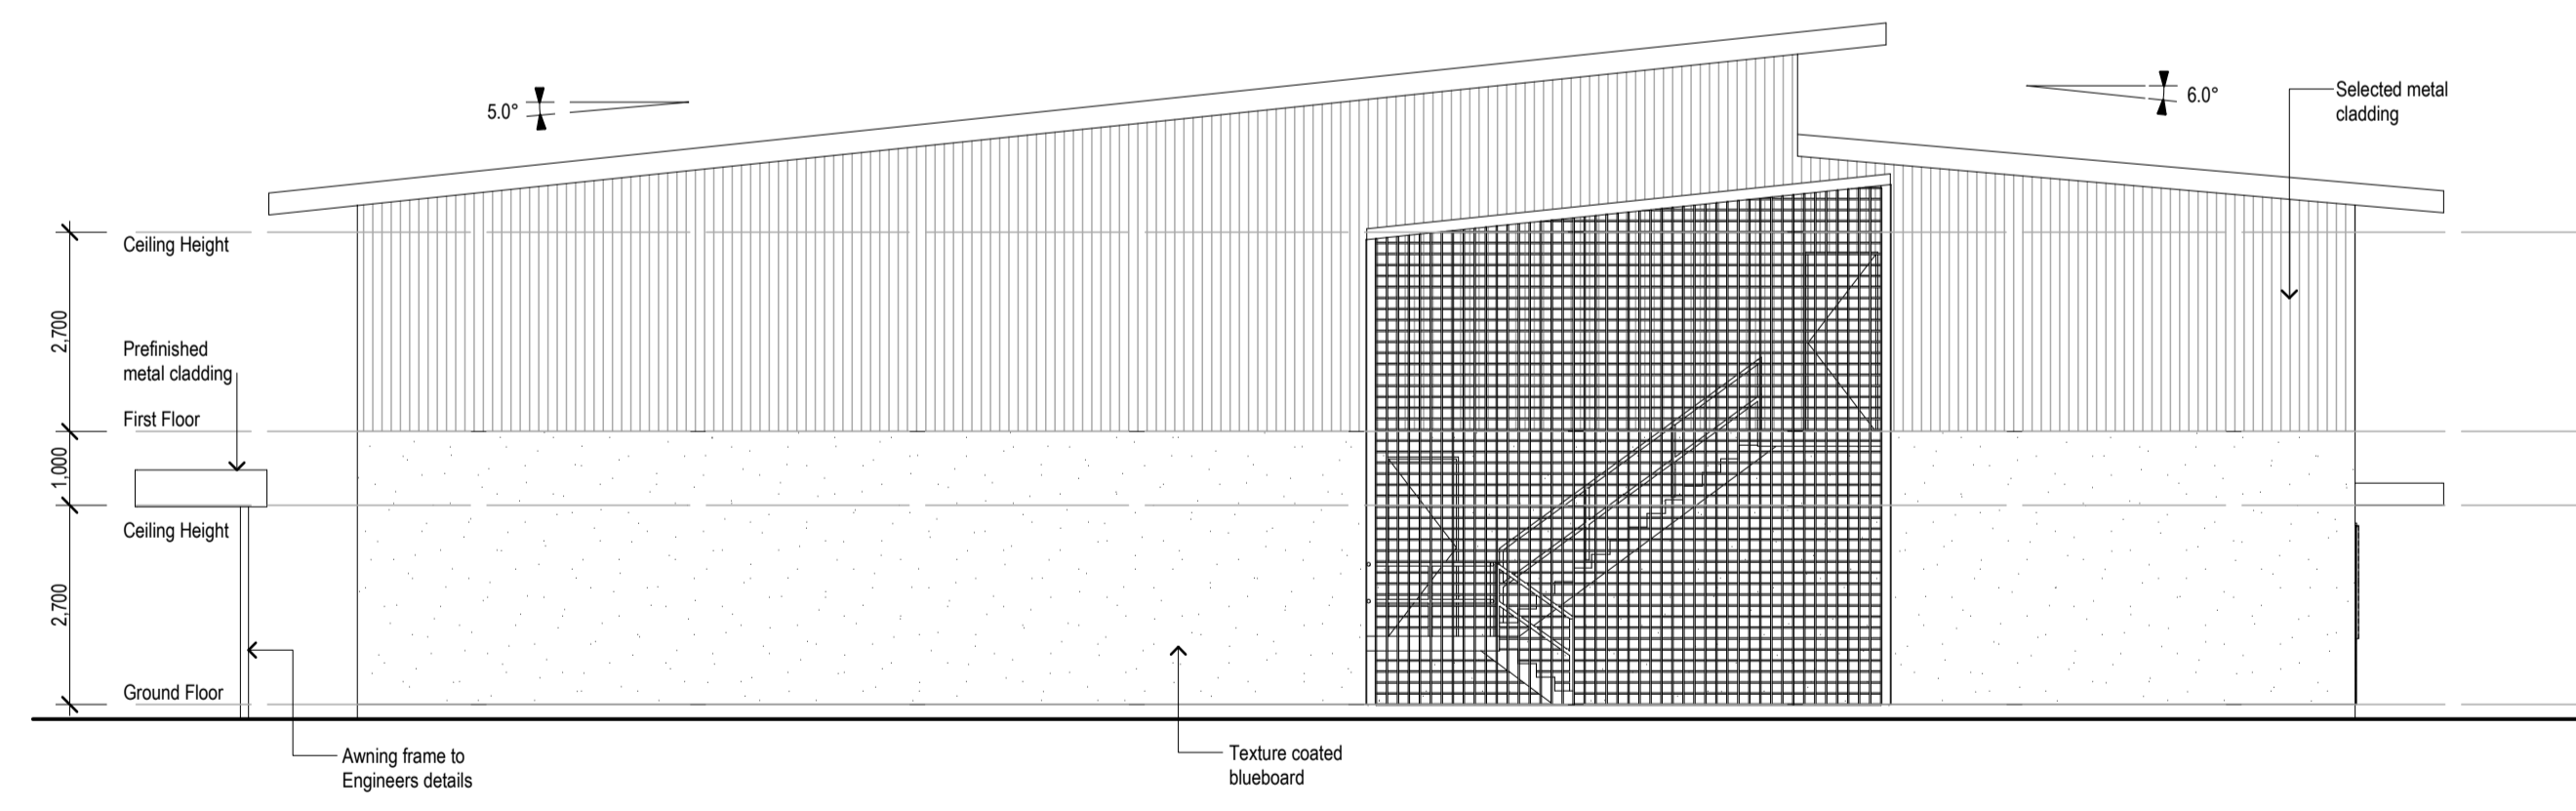 5.0°
6.0°
Selected metal
cladding
Ceiling Height
2,700
Prefinished
metal cladding
First Floor
1,000
Ceiling Height
2,700
Ground Floor
Awning frame to
Engineers details
Texture coated
blueboard